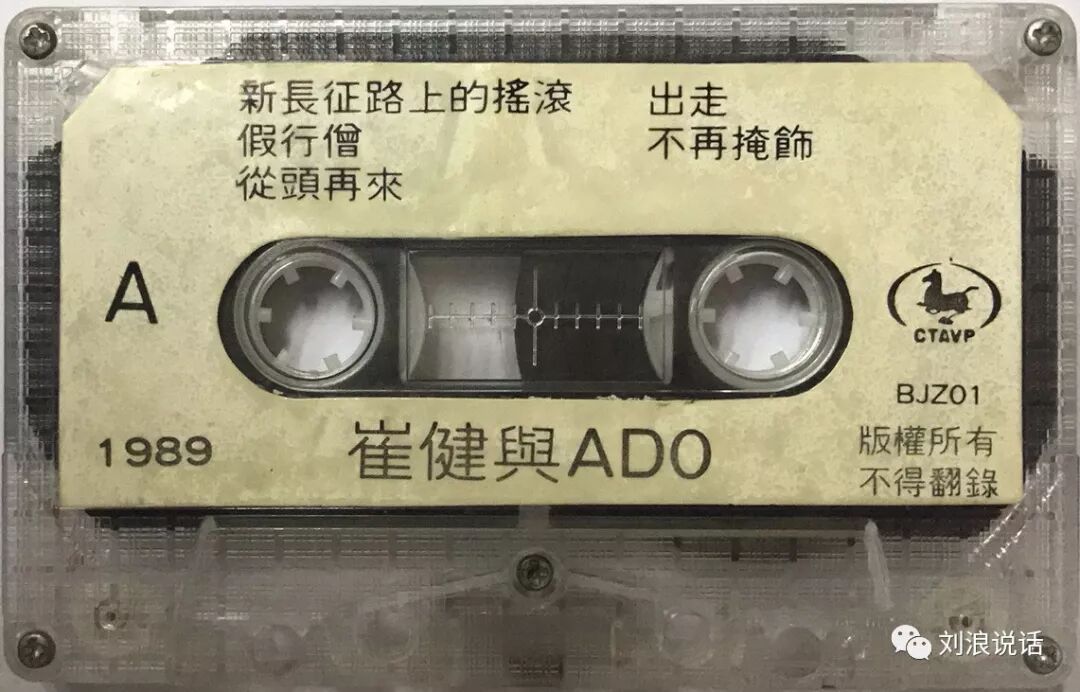 新長征路上的搖滾
假行僧
從頭再來
出走
不再掩飾
A
CTAVP
BJZ01
1989
崔健與ADO
版權所有
不得翻錄
刘浪说话